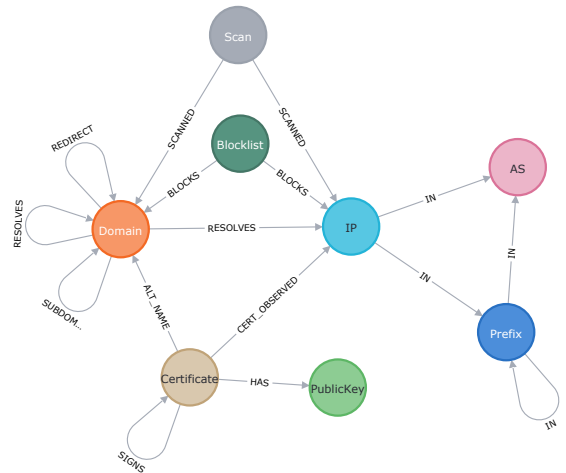 Scan
SCANNED
SCANNED
REDIRECT
Blocklist
BLOCKS
BLOCKS
AS
IN
RESOLVES
Domain
RESOLVES
IP
IN
IN
SUBDOM…
ALT_NAME
CERT_OBSERVED
Prefix
Certificate
HAS
PublicKey
IN
SIGNS